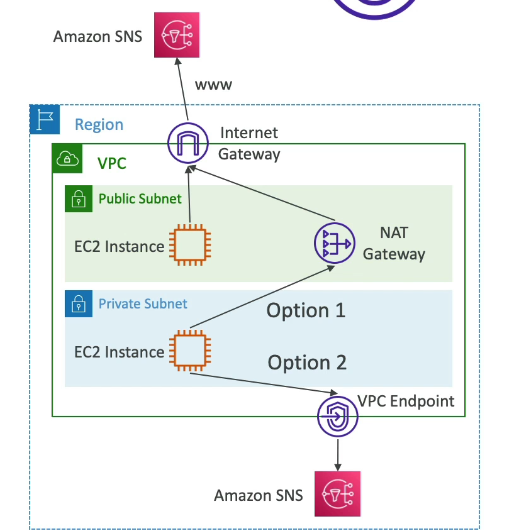 Amazon SNS
www
Region
Internet
Gateway
VPC
Public Subnet
EC2 Instance
NAT
Gateway
Private Subnet
Option 1
EC2 Instance
Option 2
VPC Endpoint
Amazon SNS